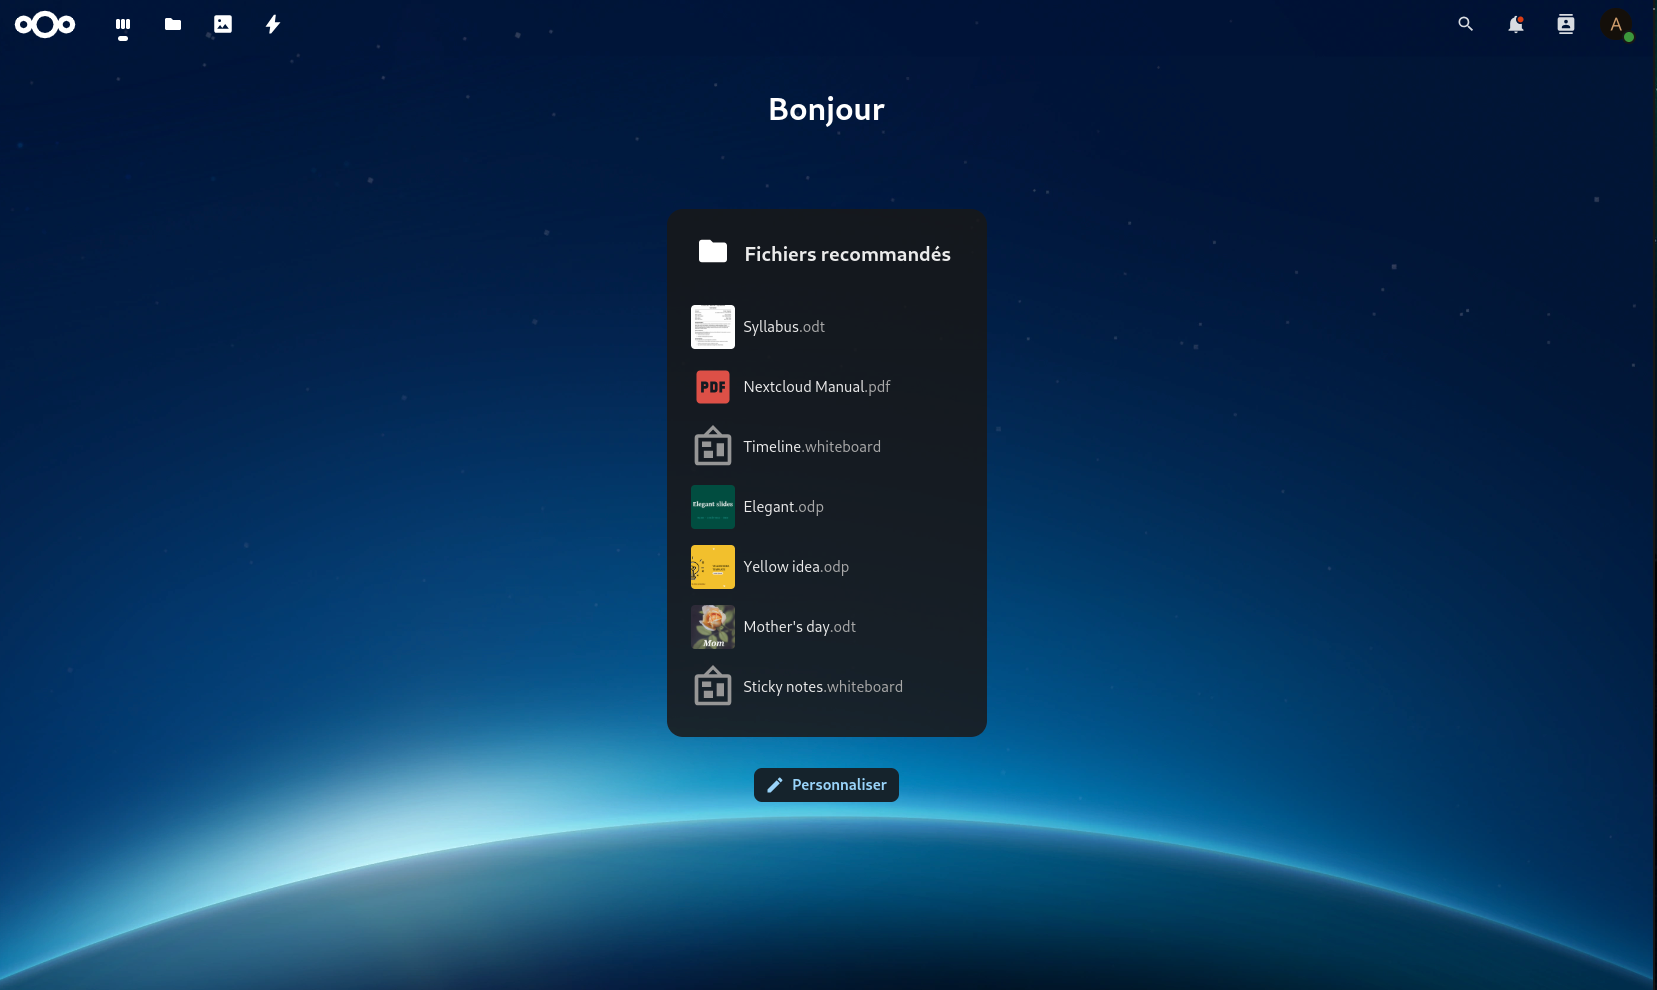 A
Bonjour
Fichiers recommandés
Syllabus.odt
PDF
Nextcloud Manual.pdf
Timeline.whiteboard
Elegant slides
Elegant.odp
Yellow idea.odp
Mom
Mother's day.odt
Sticky notes.whiteboard
Personnaliser